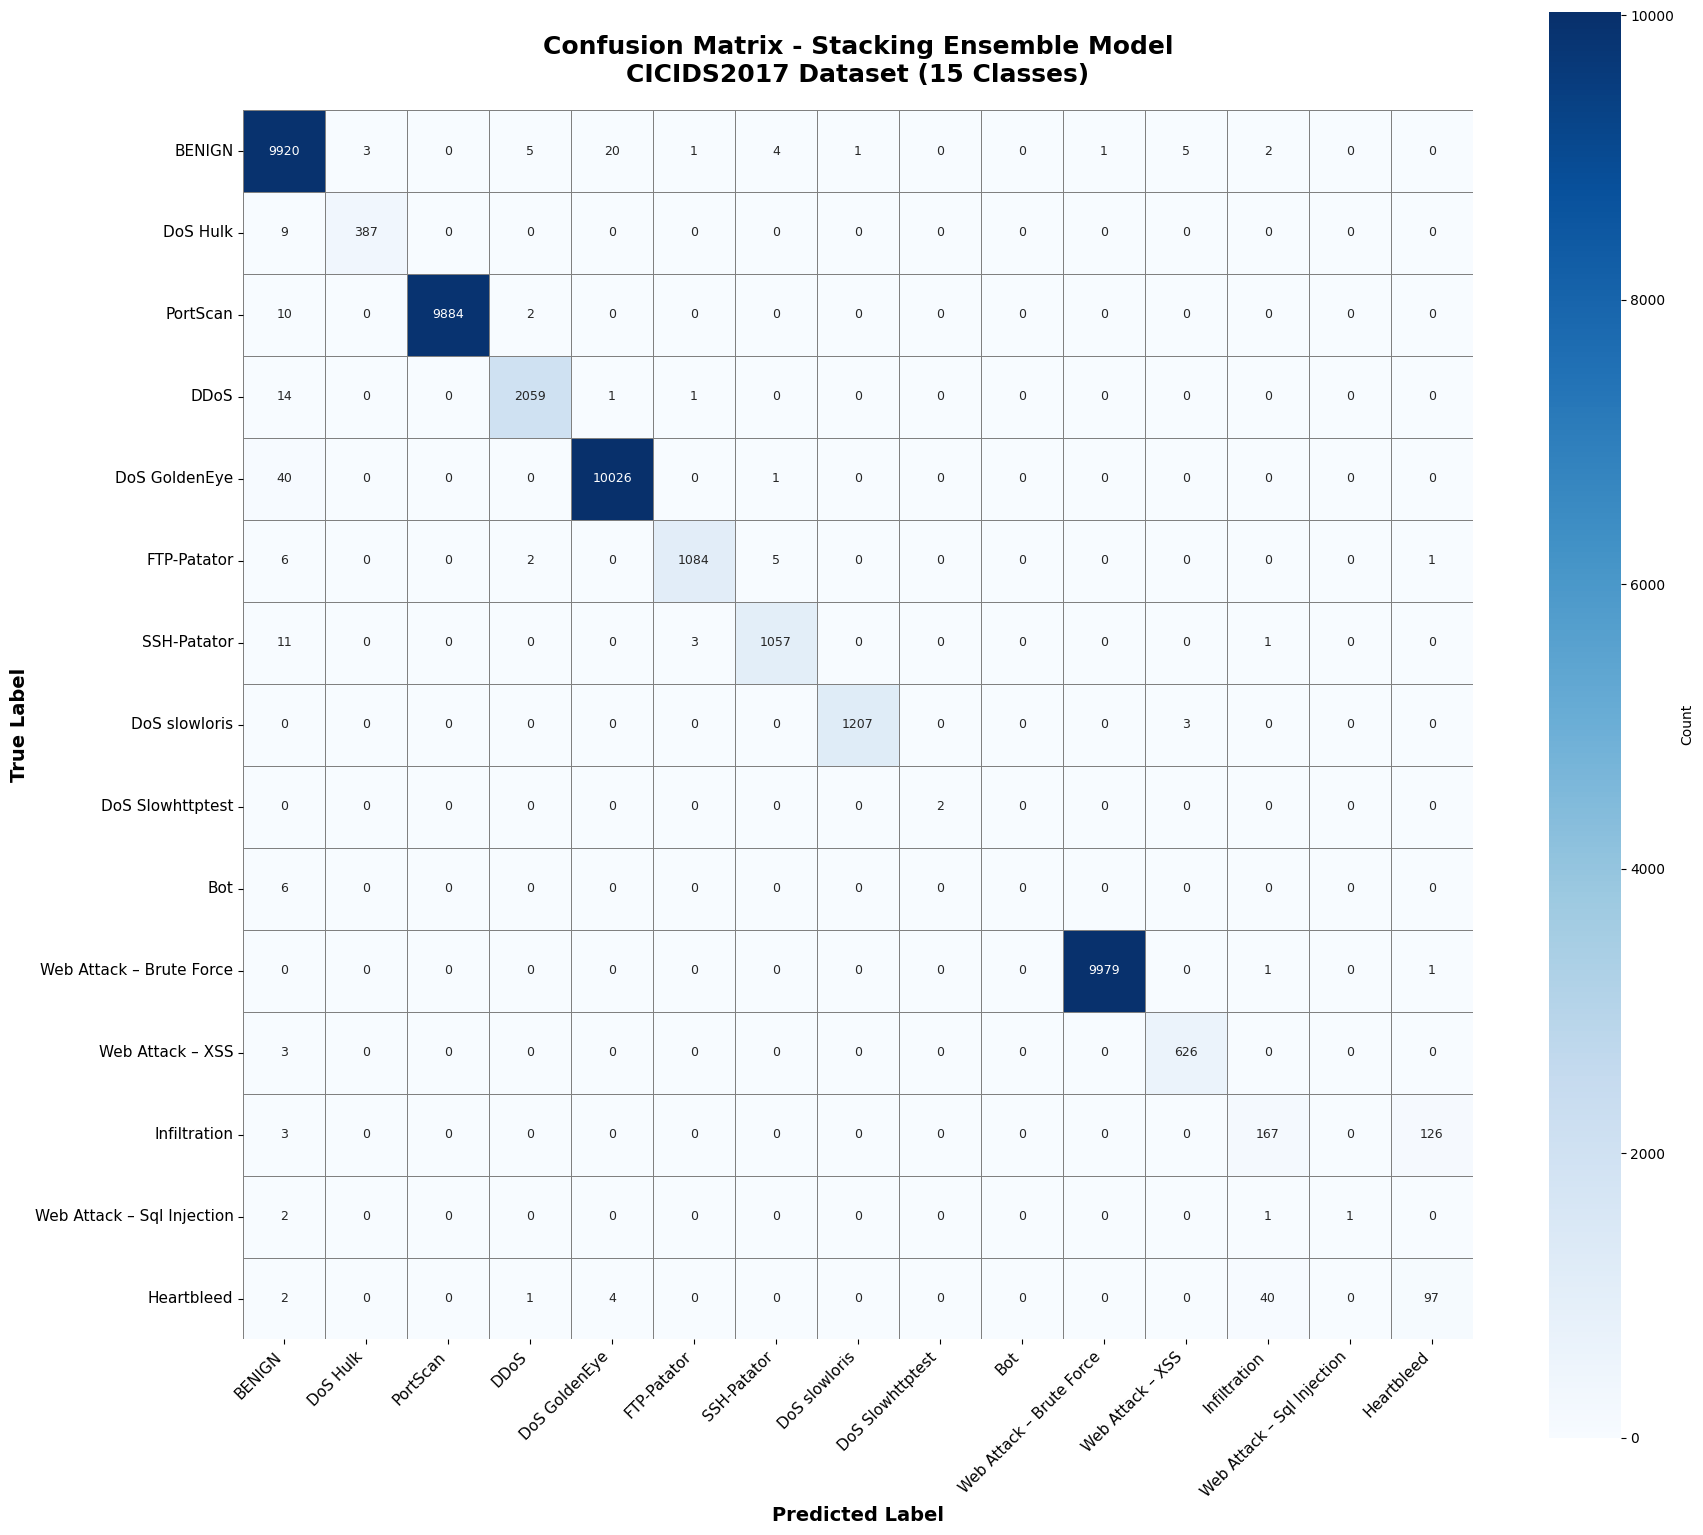 Confusion Matrix - Stacking Ensemble Model
CICIDS2017 Dataset (15 Classes)
True Label
BENIGN 9920 3 0 5 20 1 4 1 0 0 1 5 2 0 0
DoS Hulk 9 387 0 0 0 0 0 0 0 0 0 0 0 0 0
PortScan 10 0 9884 2 0 0 0 0 0 0 0 0 0 0 0
DDoS 14 0 0 2059 1 1 0 0 0 0 0 0 0 0 0
DoS GoldenEye 40 0 0 0 10026 0 1 0 0 0 0 0 0 0 0
FTP-Patator 6 0 0 2 0 1084 5 0 0 0 0 0 0 0 1
SSH-Patator 11 0 0 0 0 3 1057 0 0 0 0 0 1 0 0
DoS slowloris 0 0 0 0 0 0 0 1207 0 0 0 3 0 0 0
DoS Slowhttptest 0 0 0 0 0 0 0 0 2 0 0 0 0 0 0
Bot 6 0 0 0 0 0 0 0 0 0 0 0 0 0 0
Web Attack – Brute Force 0 0 0 0 0 0 0 0 0 0 9979 0 1 0 1
Web Attack – XSS 3 0 0 0 0 0 0 0 0 0 0 626 0 0 0
Infiltration 3 0 0 0 0 0 0 0 0 0 0 0 167 0 126
Web Attack – Sql Injection 2 0 0 0 0 0 0 0 0 0 0 0 1 1 0
Heartbleed 2 0 0 1 4 0 0 0 0 0 0 0 40 0 97
BENIGN
DoS Hulk
PortScan
DDoS
DoS GoldenEye
FTP-Patator
SSH-Patator
DoS slowloris
DoS Slowhttptest
Bot
Web Attack – Brute Force
Web Attack – XSS
Infiltration
Web Attack – Sql Injection
Heartbleed
Predicted Label
10000
8000
6000
4000
2000
0
Count